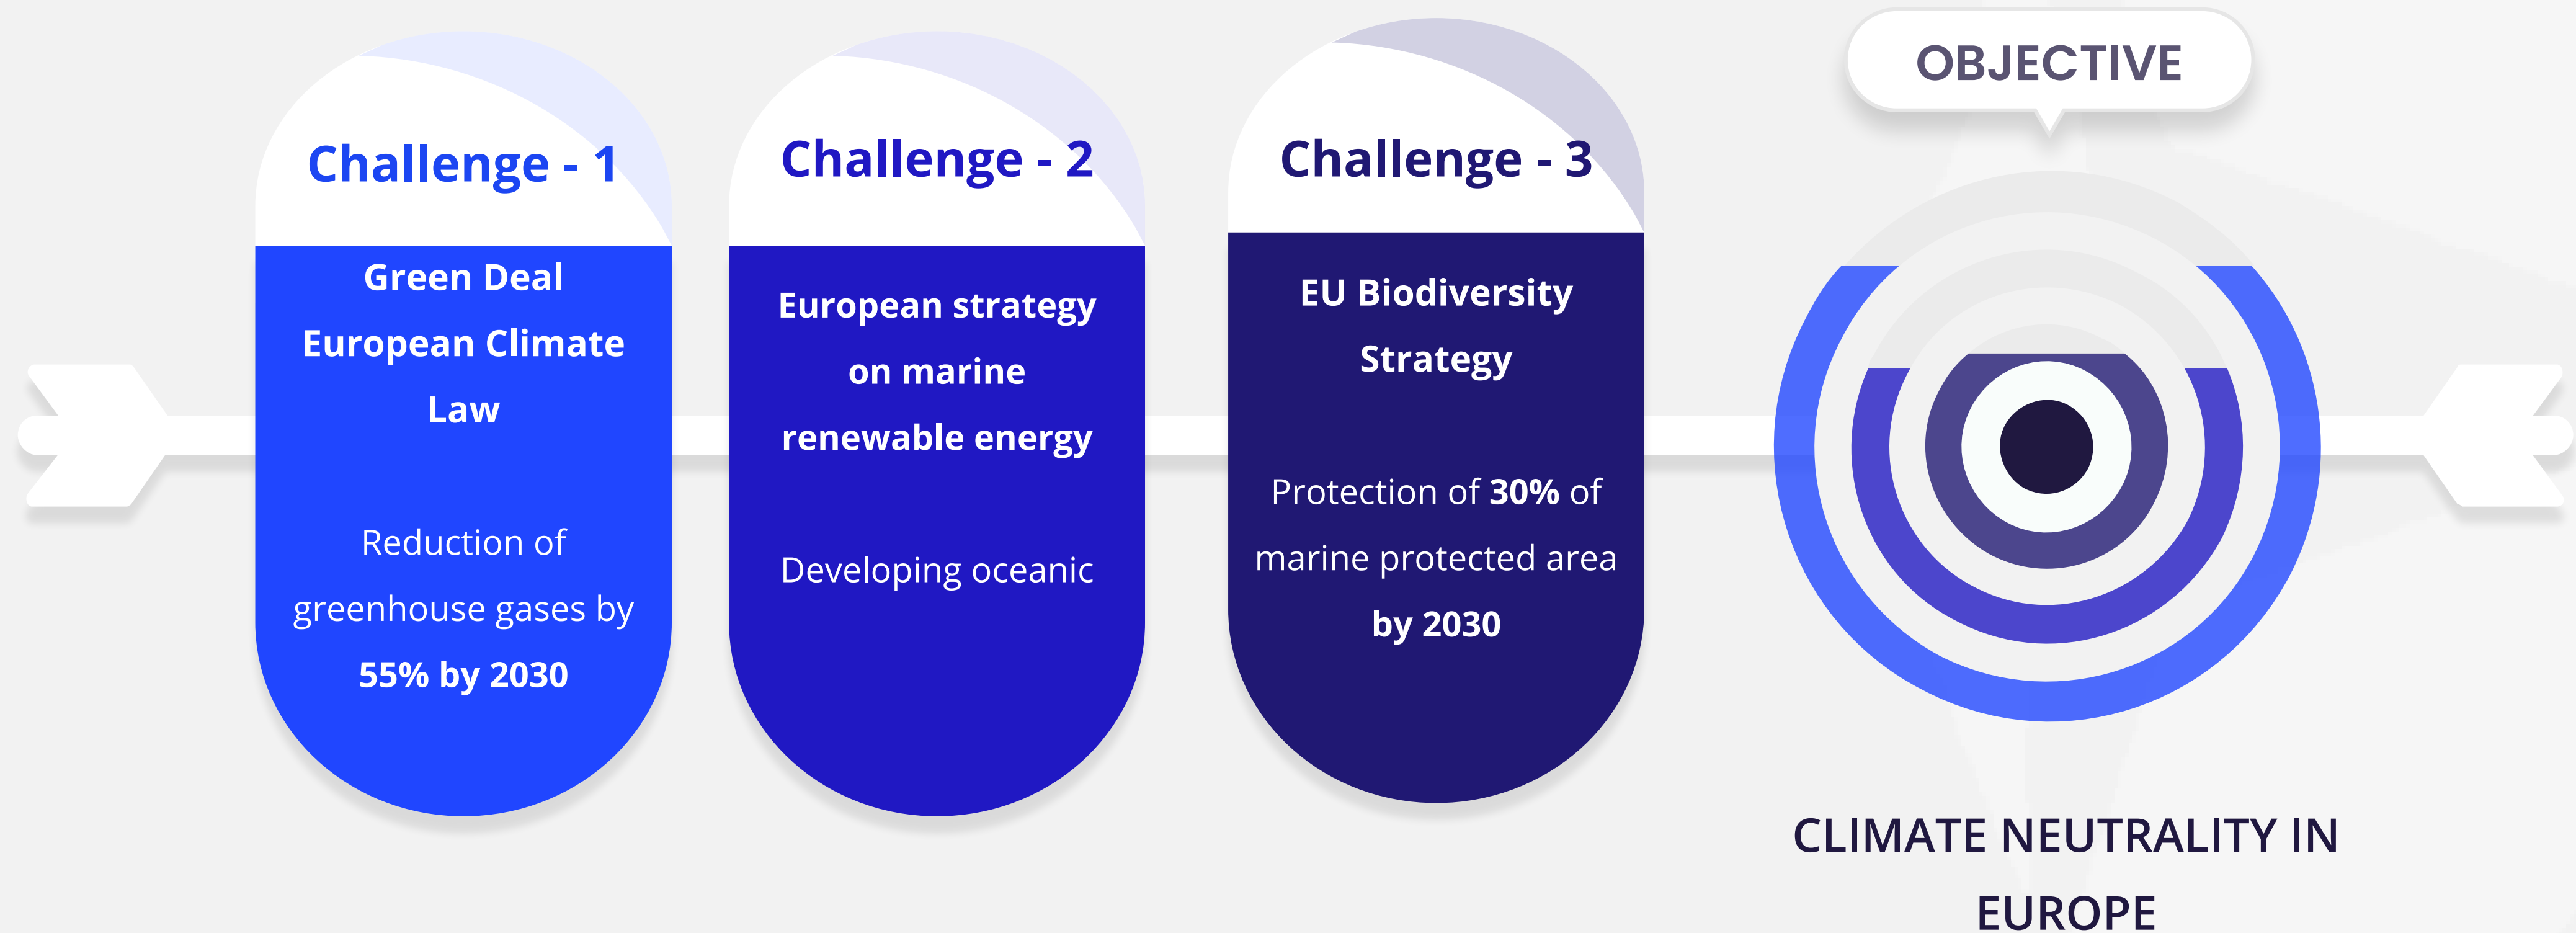 Challenge - 1
Green Deal
European Climate
Law
Reduction of
greenhouse gases by
55% by 2030
Challenge - 2
European strategy
on marine
renewable energy
Developing oceanic
Challenge - 3
EU Biodiversity
Strategy
Protection of 30% of
marine protected area
by 2030
OBJECTIVE
CLIMATE NEUTRALITY IN
EUROPE